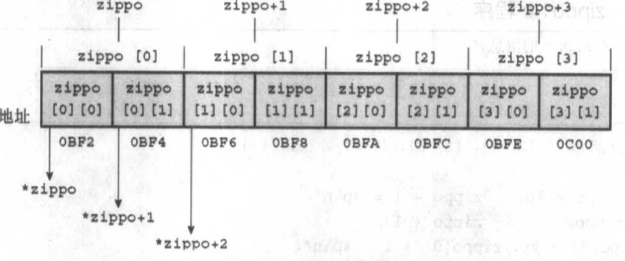 zippo zippo+1 zippo+2 zippo+3
zippo [0] zippo [1] zippo [2] zippo [3]
zippo zippo zippo zippo zippo zippo zippo zippo
[0][0] [0][1] [1][0] [1][1] [2][0] [2][1] [3][0] [3][1]
地址
0BF2 0BF4 0BF6 0BF8 0BFA 0BFC 0BFE 0C00
*zippo
*zippo+1
*zippo+2